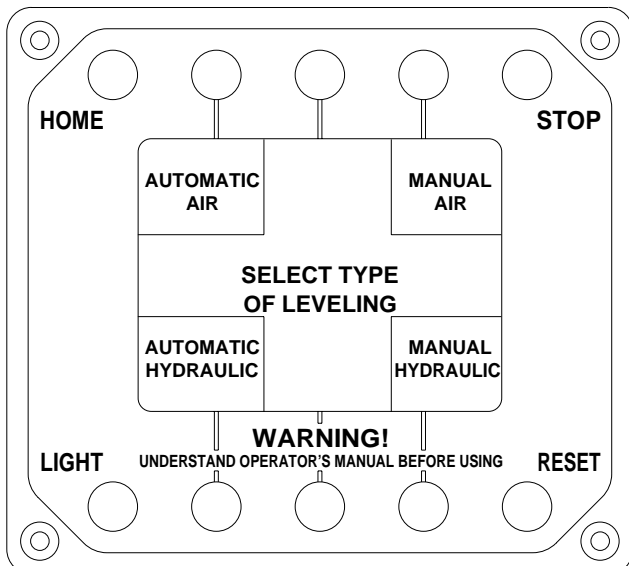 HOME
STOP
AUTOMATIC
AIR
MANUAL
AIR
SELECT TYPE
OF LEVELING
AUTOMATIC
HYDRAULIC
MANUAL
HYDRAULIC
WARNING!
LIGHT
UNDERSTAND OPERATOR'S MANUAL BEFORE USING
RESET